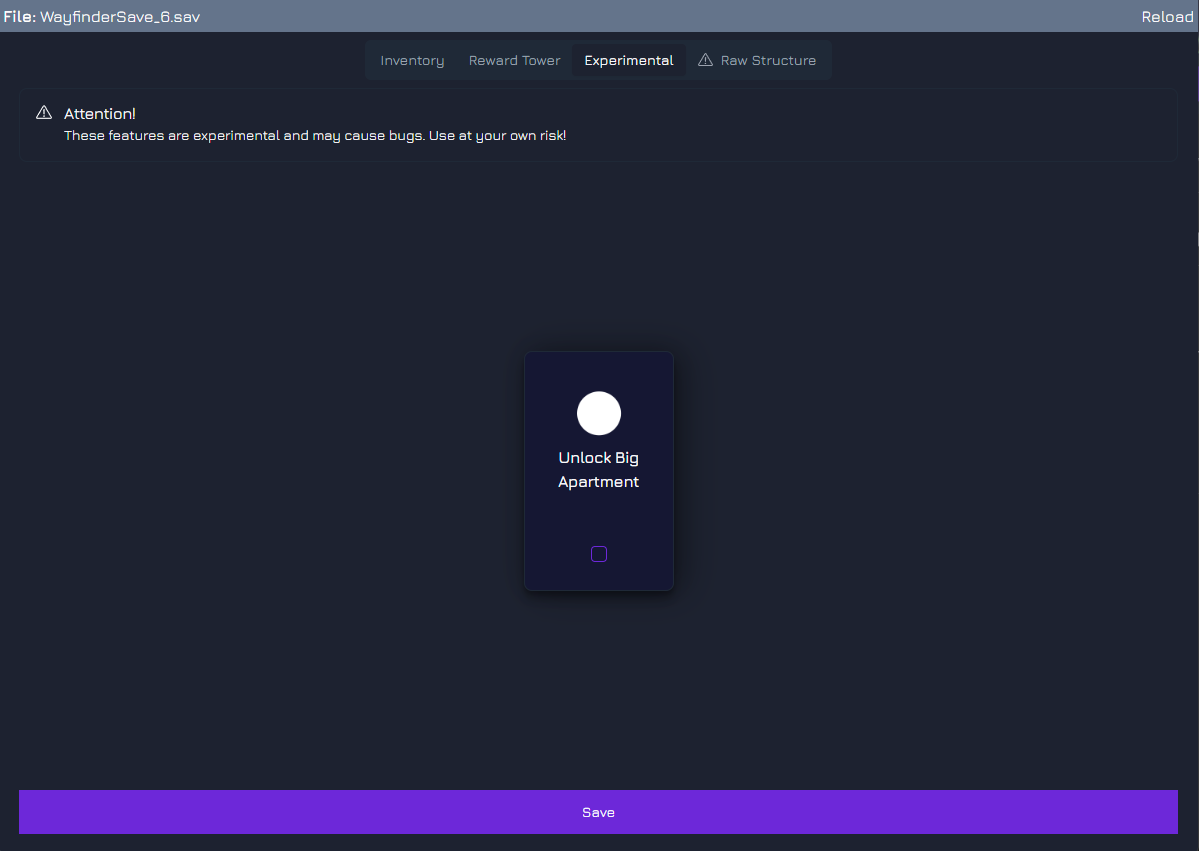 File: WayfinderSave_6.sav
Reload
Inventory
Reward Tower
Experimental
Raw Structure
Attention!
These features are experimental and may cause bugs. Use at your own risk!
Unlock Big
Apartment
Save